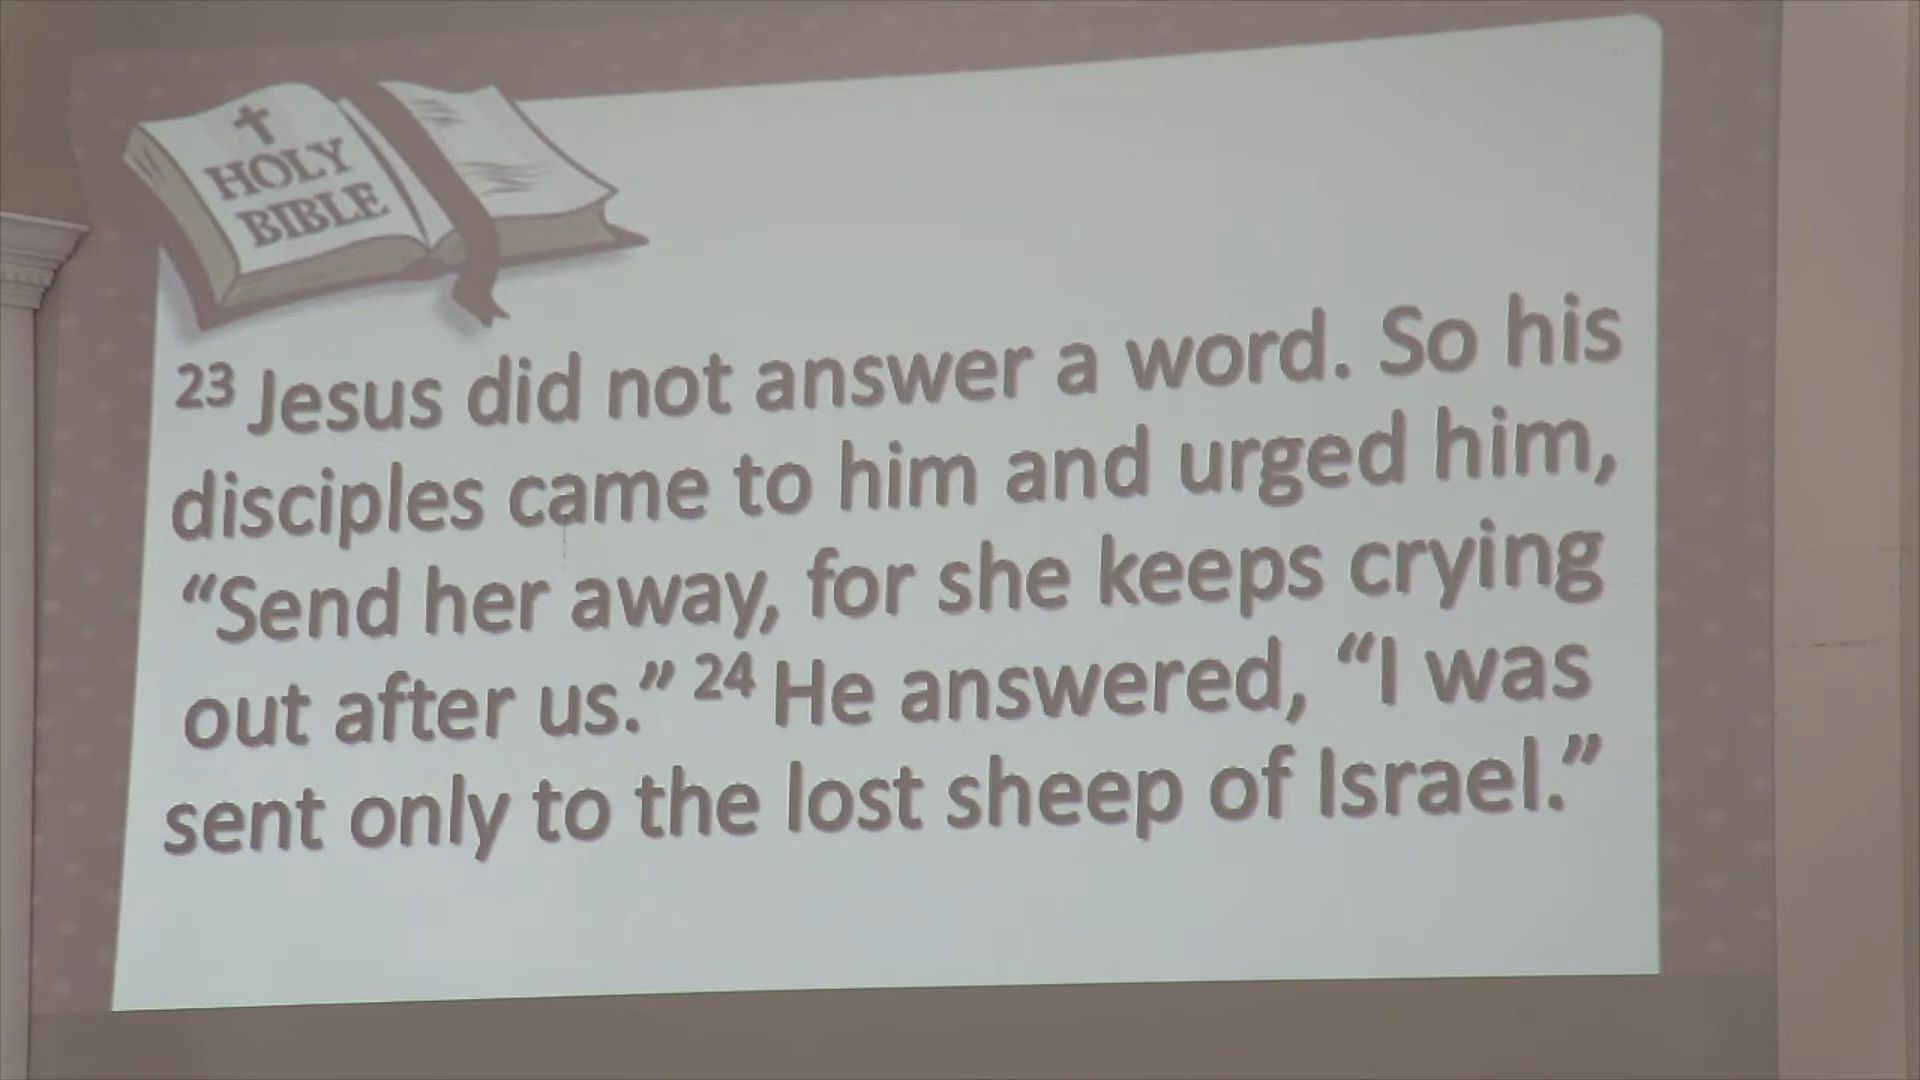 HOLY
BIBLE
23 Jesus did not answer a word. So his
disciples came to him and urged him,
“Send her away, for she keeps crying
out after us.” 24 He answered, “I was
sent only to the lost sheep of Israel.”